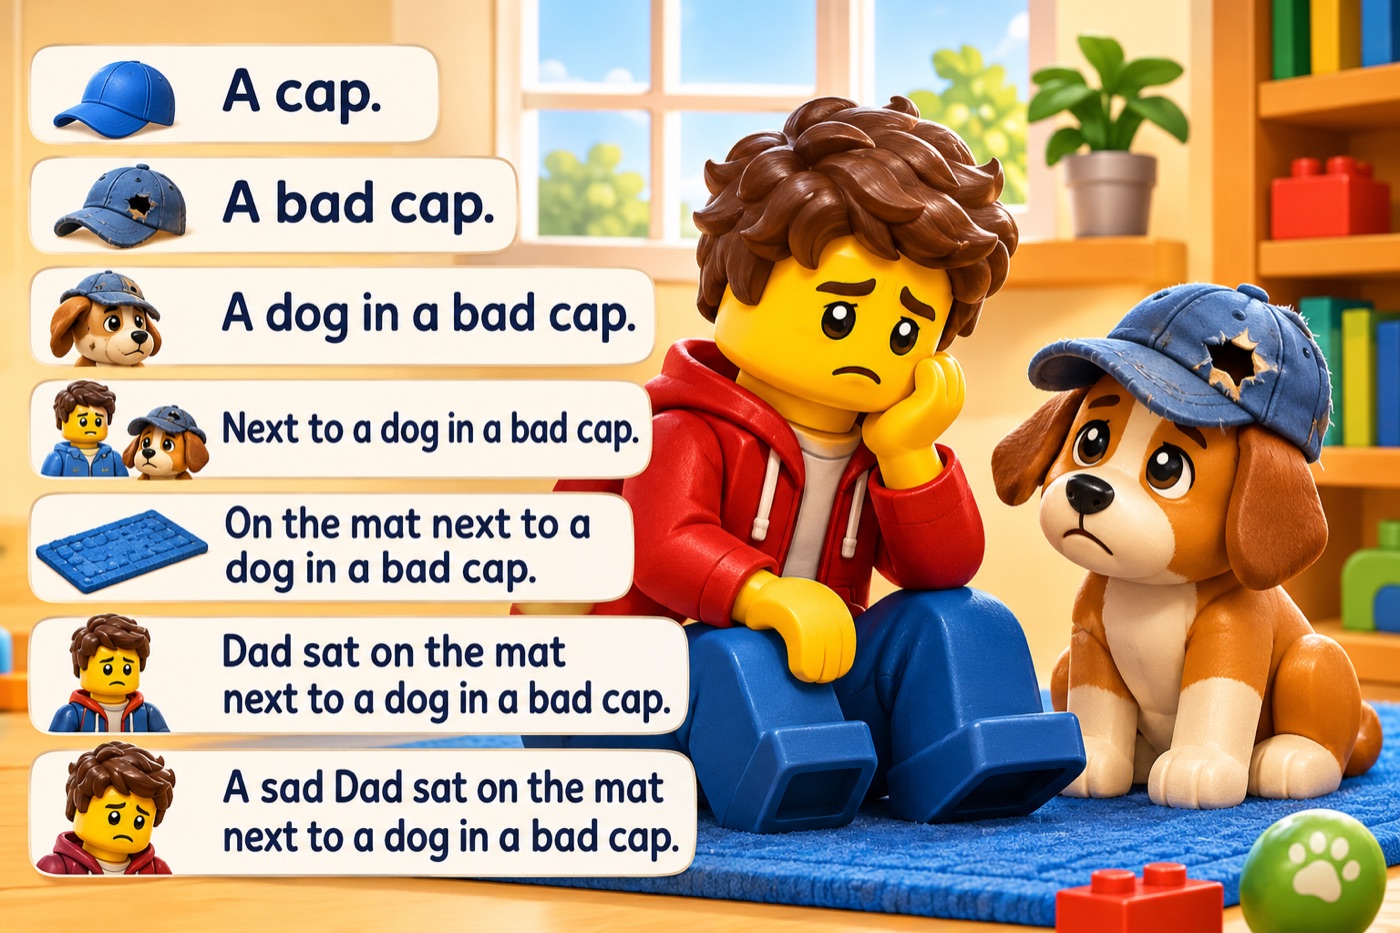 A cap.
A bad cap.
A dog in a bad cap.
Next to a dog in a bad cap.
On the mat next to a
dog in a bad cap.
Dad sat on the mat
next to a dog in a bad cap.
A sad Dad sat on the mat
next to a dog in a bad cap.